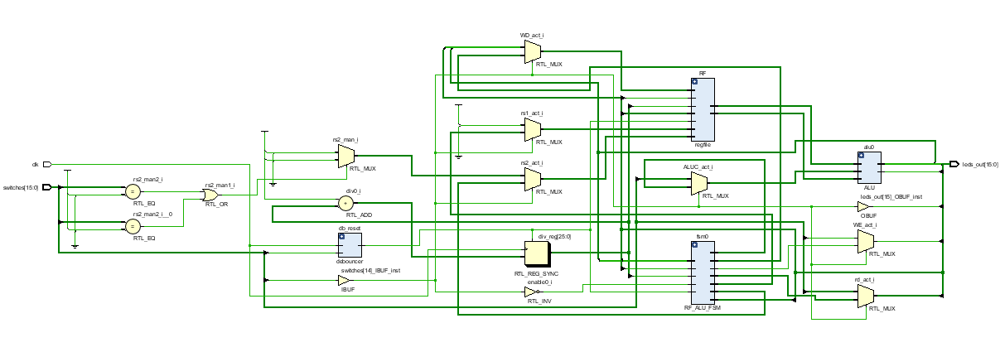 WD_act_i
RTL_MUX
RF
regfile
rs1_act_i
RTL_MUX
rs2_man_i
RTL_MUX
alu0
ALU
clk
switches[15:0]
leds_out[15:0]
rs2_act_i
RTL_MUX
ALUC_act_i
RTL_MUX
rs2_man2_i
=
RTL_EQ
rs2_man1_i
RTL_OR
div0_i
+
RTL_ADD
leds_out[15]_OBUF_inst
OBUF
rs2_man2_i__0
=
RTL_EQ
db_reset
debouncer
div_reg[25:0]
RTL_REG_SYNC
fsm0
RF_ALU_FSM
WE_act_i
RTL_MUX
switches[14]_IBUF_inst
IBUF
enable0_i
RTL_INV
rd_act_i
RTL_MUX